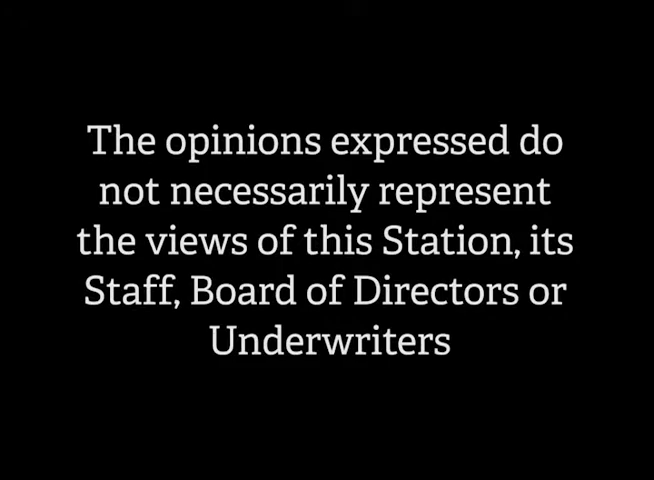 The opinions expressed do
not necessarily represent
the views of this Station, its
Staff, Board of Directors or
Underwriters